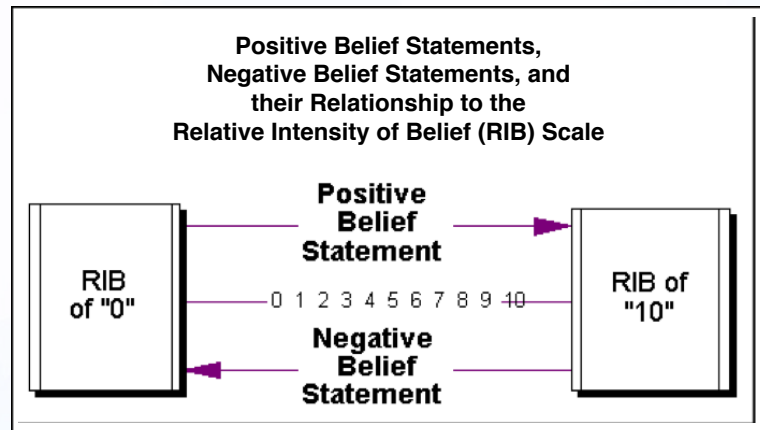 Positive Belief Statements,
Negative Belief Statements, and
their Relationship to the
Relative Intensity of Belief (RIB) Scale
Positive
Belief
Statement
RIB
of "0"
0 1 2 3 4 5 6 7 8 9 10
RIB of
"10"
Negative
Belief
Statement